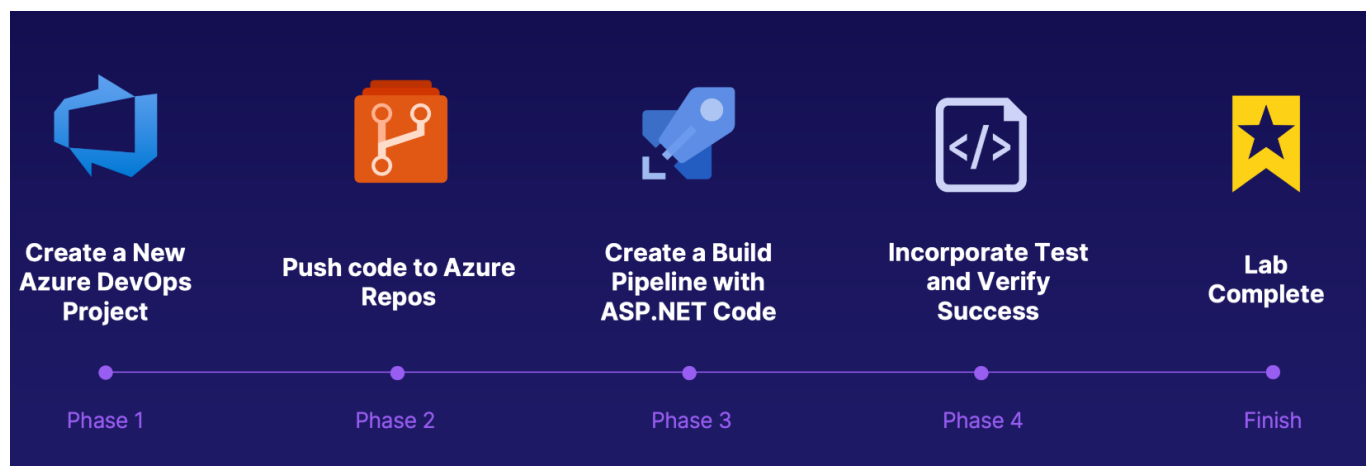 </>
Create a New
Azure DevOps
Project
Push code to Azure
Repos
Create a Build
Pipeline with
ASP.NET Code
Incorporate Test
and Verify
Success
Lab
Complete
Phase 1
Phase 2
Phase 3
Phase 4
Finish